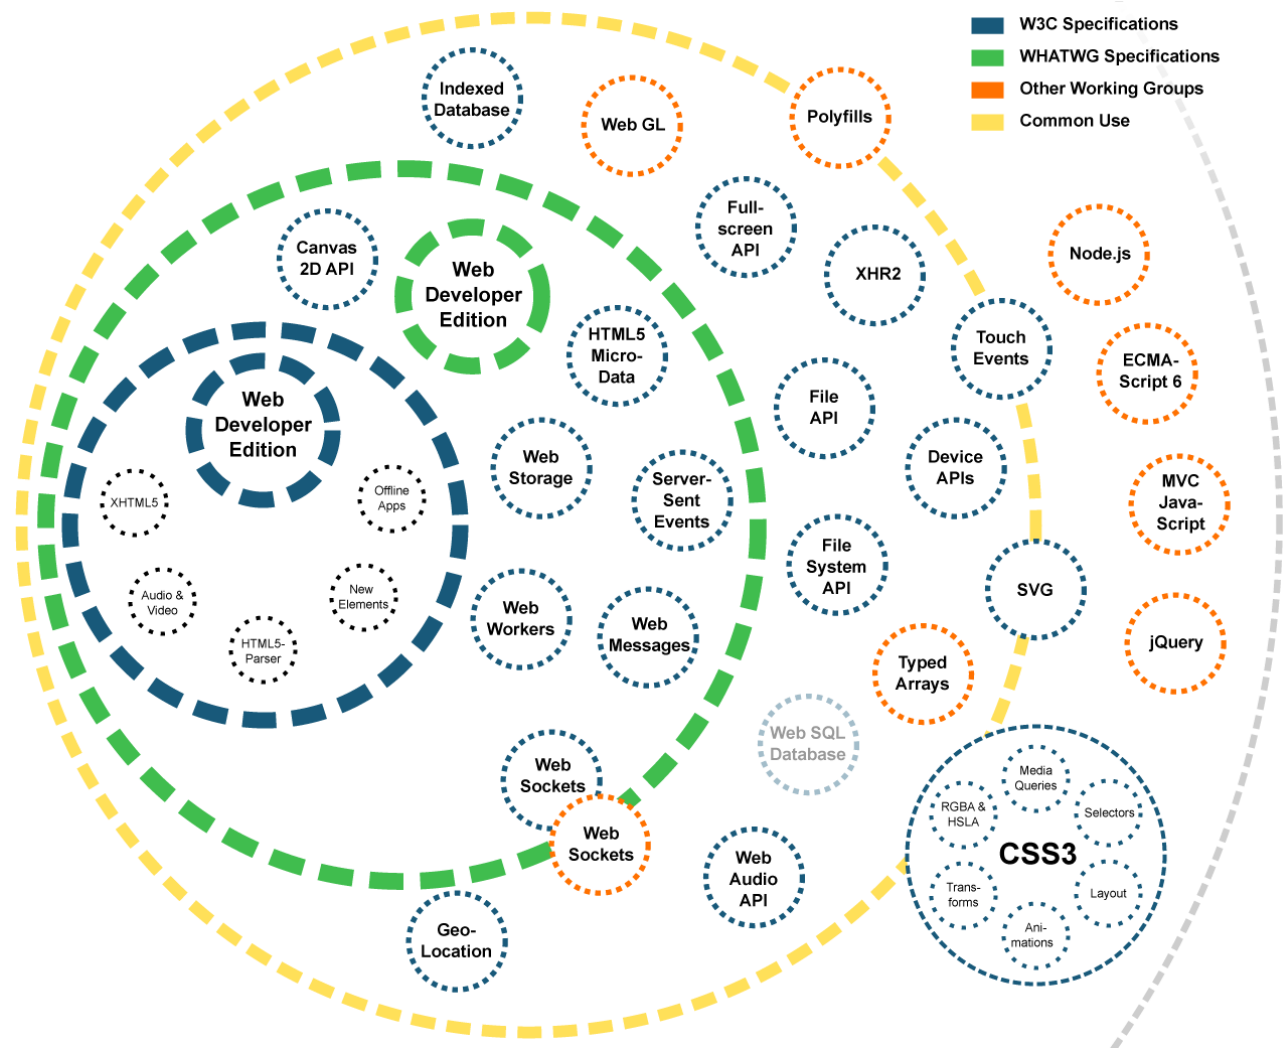 W3C Specifications
WHATWG Specifications
Other Working Groups
Common Use
Indexed
Database
Web GL
Polyfills
Full-
screen
API
XHR2
Node.js
Canvas
2D API
Web
Developer
Edition
HTML5
Micro-
Data
Touch
Events
ECMA-
Script 6
Web
Developer
Edition
File
API
Web
Storage
Server-
Sent
Events
Device
APIs
MVC
Java-
Script
XHTML5
Offline
Apps
File
System
API
SVG
Audio &
Video
New
Elements
HTML5-
Parser
Web
Workers
Web
Messages
Typed
Arrays
jQuery
Web SQL
Database
Web
Sockets
Web
Sockets
Web
Audio
API
Geo-
Location
Media
Queries
RGBA &
HSLA
Selectors
CSS3
Trans-
forms
Layout
Ani-
mations